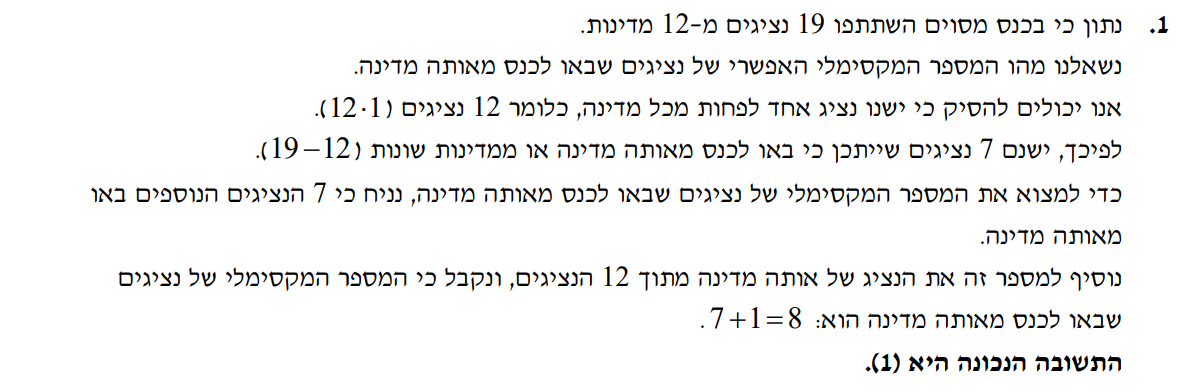 1. נתון כי בכנס מסוים השתתפו 19 נציגים מ-12 מדינות.
נשאלנו מהו המספר המקסימלי האפשרי של נציגים שבאו לכנס מאותה מדינה.
אנו יכולים להסיק כי ישנו נציג אחד לפחות מכל מדינה, כלומר 12 נציגים (12·1).
לפיכך, ישנם 7 נציגים שייתכן כי באו לכנס מאותה מדינה או ממדינות שונות (19−12).
כדי למצוא את המספר המקסימלי של נציגים שבאו לכנס מאותה מדינה, נניח כי 7 הנציגים הנוספים באו
מאותה מדינה.
נוסיף למספר זה את הנציג של אותה מדינה מתוך 12 הנציגים, ונקבל כי המספר המקסימלי של נציגים
שבאו לכנס מאותה מדינה הוא: 7+1=8.
התשובה הנכונה היא (1).